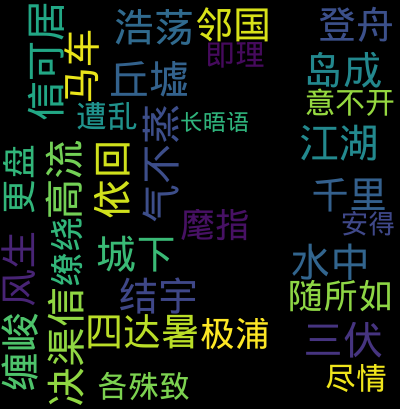 信可居
马车
浩荡
邻国
登舟
即理
丘墟
岛成
意不开
遭乱
气不蒸
长晤语
江湖
更盘
高流
依回
千里
麾指
安得
风生
缭绕
城下
水中
结宇
随所如
缠峻
决渠信
四达暑
极浦
三伏
各殊致
尽情